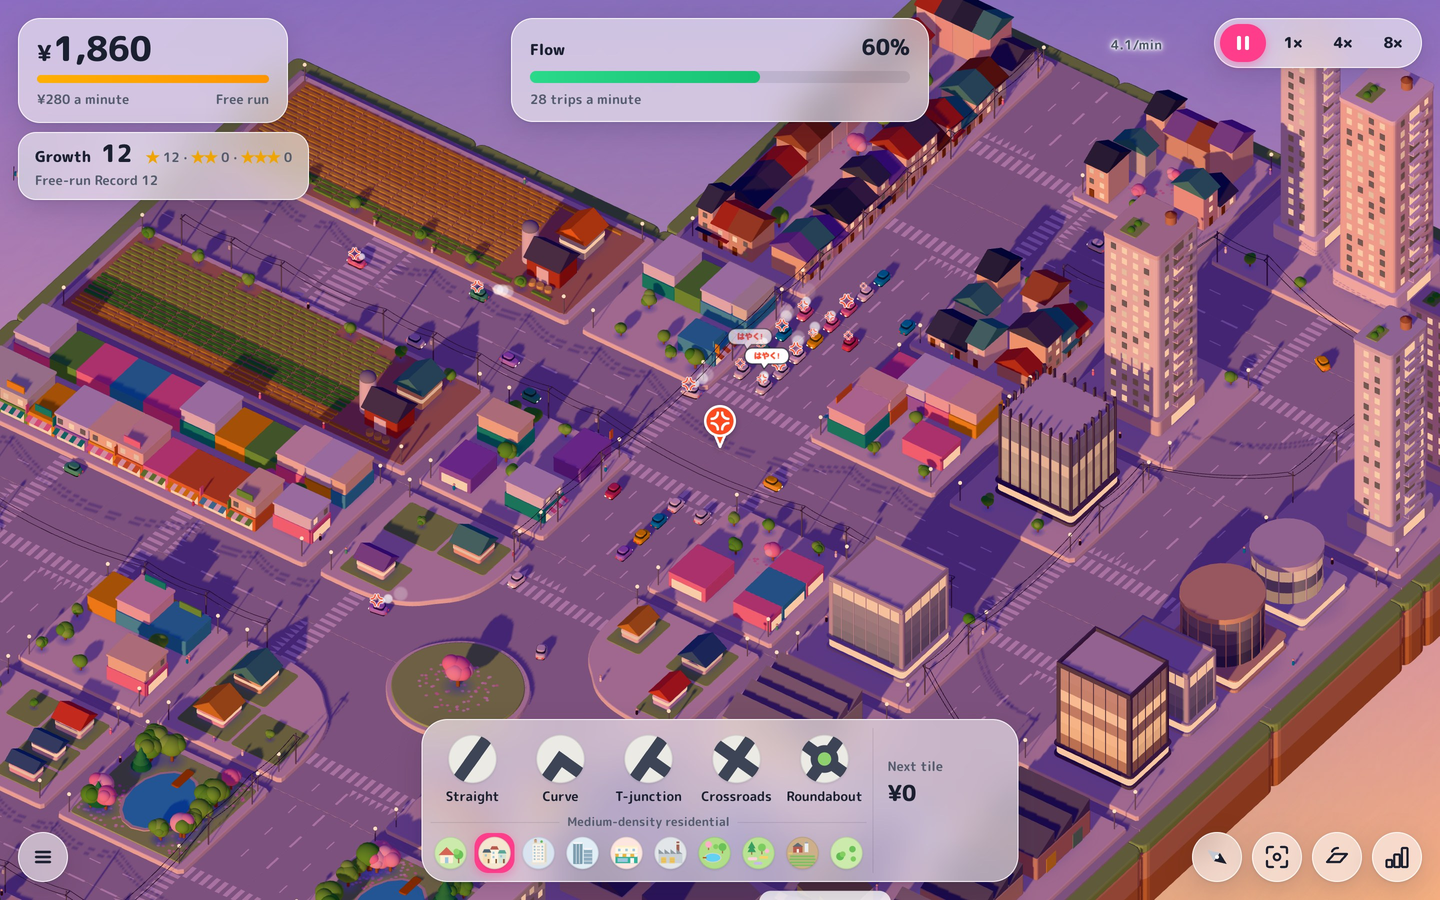 ¥1,860
¥280 a minute Free run
Growth 12 ★ 12 · ★★ 0 · ★★★ 0
Free-run Record 12
Flow 60%
28 trips a minute
4.1/min
1× 4× 8×
はやく!
はやく!
Straight Curve T-junction Crossroads Roundabout
Medium-density residential
Next tile
¥0